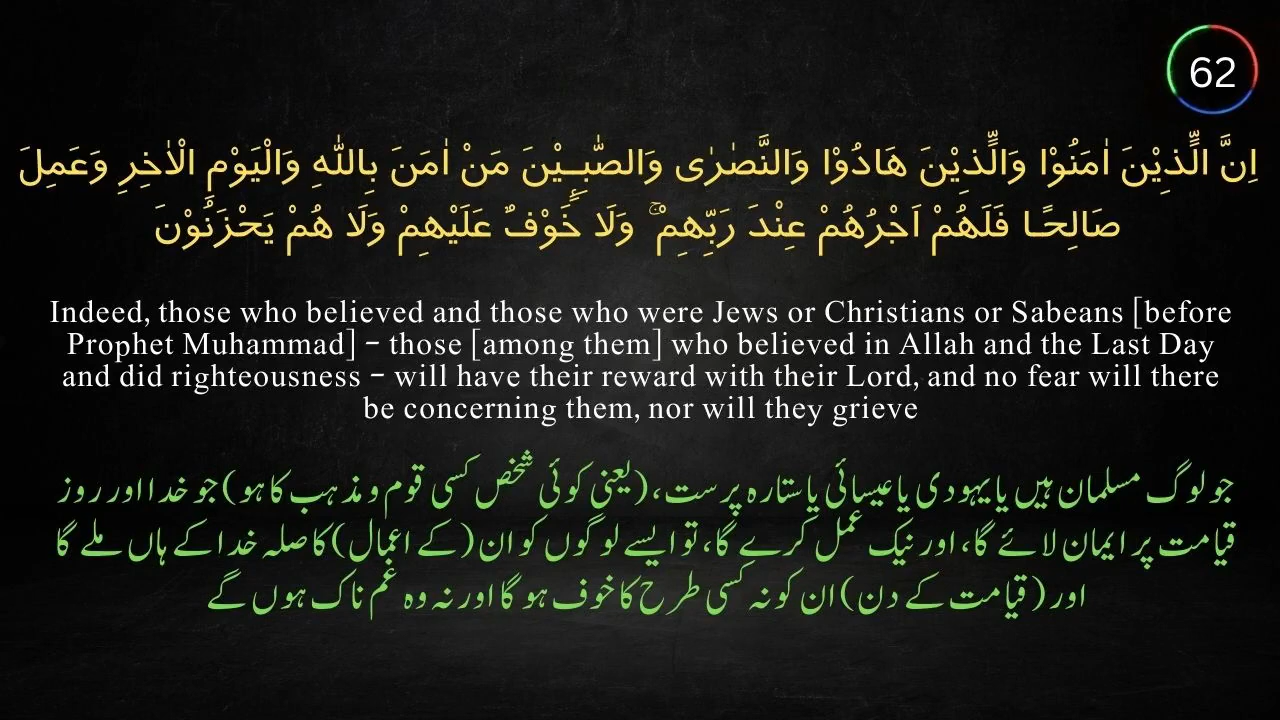 62
اِنَّ الَّذِيْنَ اٰمَنُوْا وَالَّذِيْنَ هَادُوْا وَالنَّصٰرٰى وَالصّٰبِــِٕيْنَ مَنْ اٰمَنَ بِاللّٰهِ وَالْيَوْمِ الْاٰخِرِ وَعَمِلَ
صَالِحًـا فَلَھُمْ اَجْرُھُمْ عِنْدَ رَبِّهِمْ ۚ وَلَا خَوْفٌ عَلَيْهِمْ وَلَا ھُمْ يَحْزَنُوْنَ
Indeed, those who believed and those who were Jews or Christians or Sabeans [before
Prophet Muhammad] – those [among them] who believed in Allah and the Last Day
and did righteousness – will have their reward with their Lord, and no fear will there
be concerning them, nor will they grieve
جو لوگ مسلمان ہیں یا یہودی یا عیسائی یا ستارہ پرست، (یعنی کوئی شخص کسی قوم و مذہب کا ہو) جو خدا اور روز
قیامت پر ایمان لائے گا، اور نیک عمل کرے گا، تو ایسے لوگوں کو ان (کے اعمال) کا صلہ خدا کے ہاں ملے گا
اور (قیامت کے دن) ان کو نہ کسی طرح کا خوف ہو گا اور نہ وہ غم ناک ہوں گے